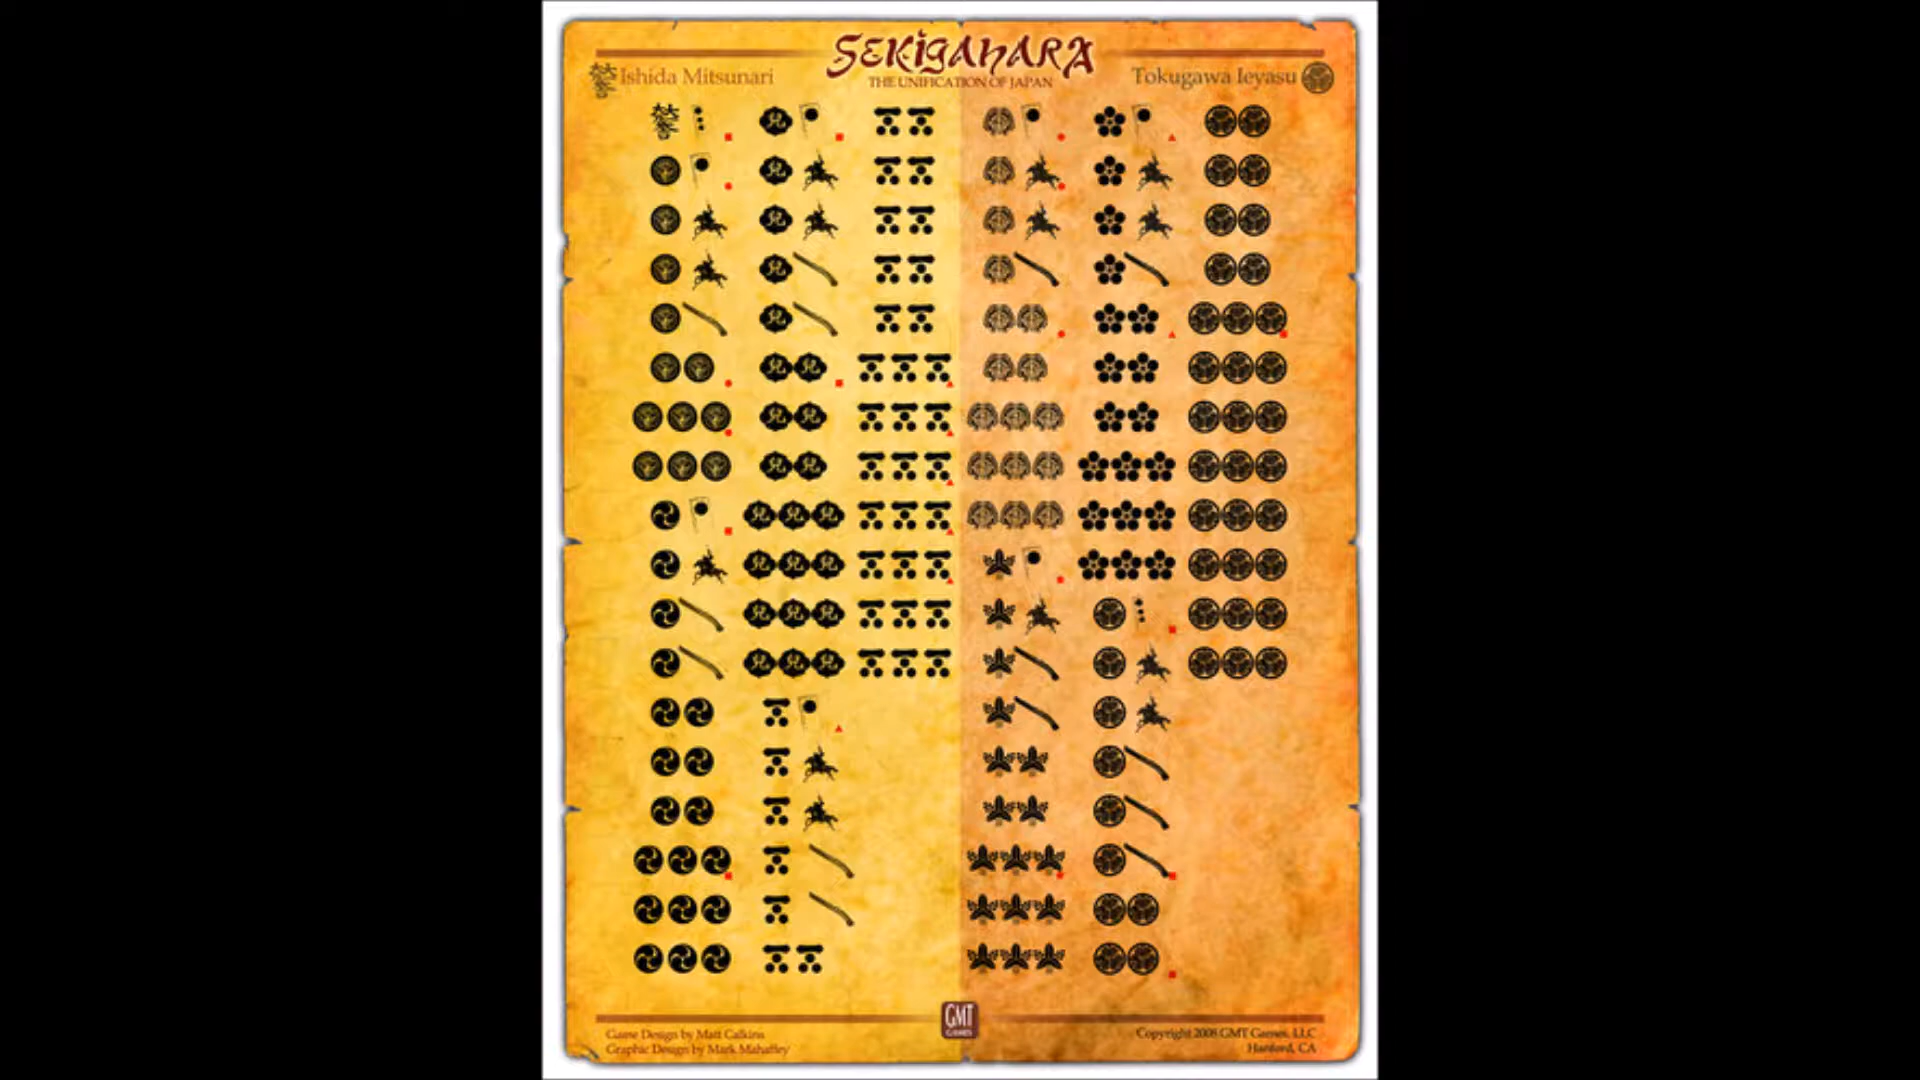 SEKIGAHARA
THE UNIFICATION OF JAPAN
Ishida Mitsunari
Tokugawa Ieyasu
GMT
GAMES
Game Design by Matt Calkins
Graphic Design by Mark Mahaffey
Copyright 2008 GMT Games, LLC
Hanford, CA